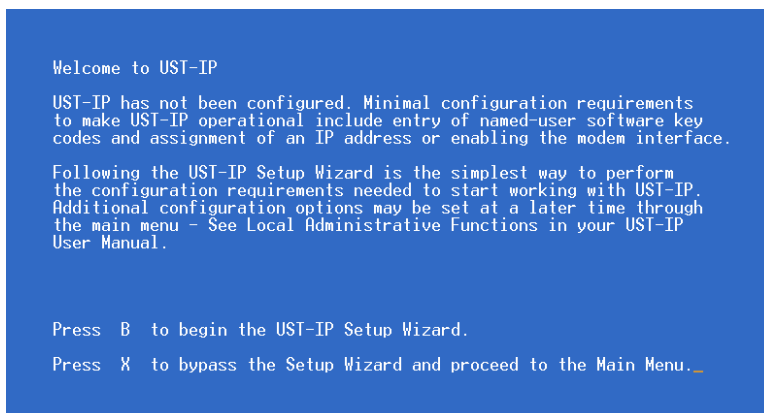 Welcome to UST-IP
UST-IP has not been configured. Minimal configuration requirements
to make UST-IP operational include entry of named-user software key
codes and assignment of an IP address or enabling the modem interface.
Following the UST-IP Setup Wizard is the simplest way to perform
the configuration requirements needed to start working with UST-IP.
Additional configuration options may be set at a later time through
the main menu - See Local Administrative Functions in your UST-IP
User Manual.
Press B to begin the UST-IP Setup Wizard.
Press X to bypass the Setup Wizard and proceed to the Main Menu._